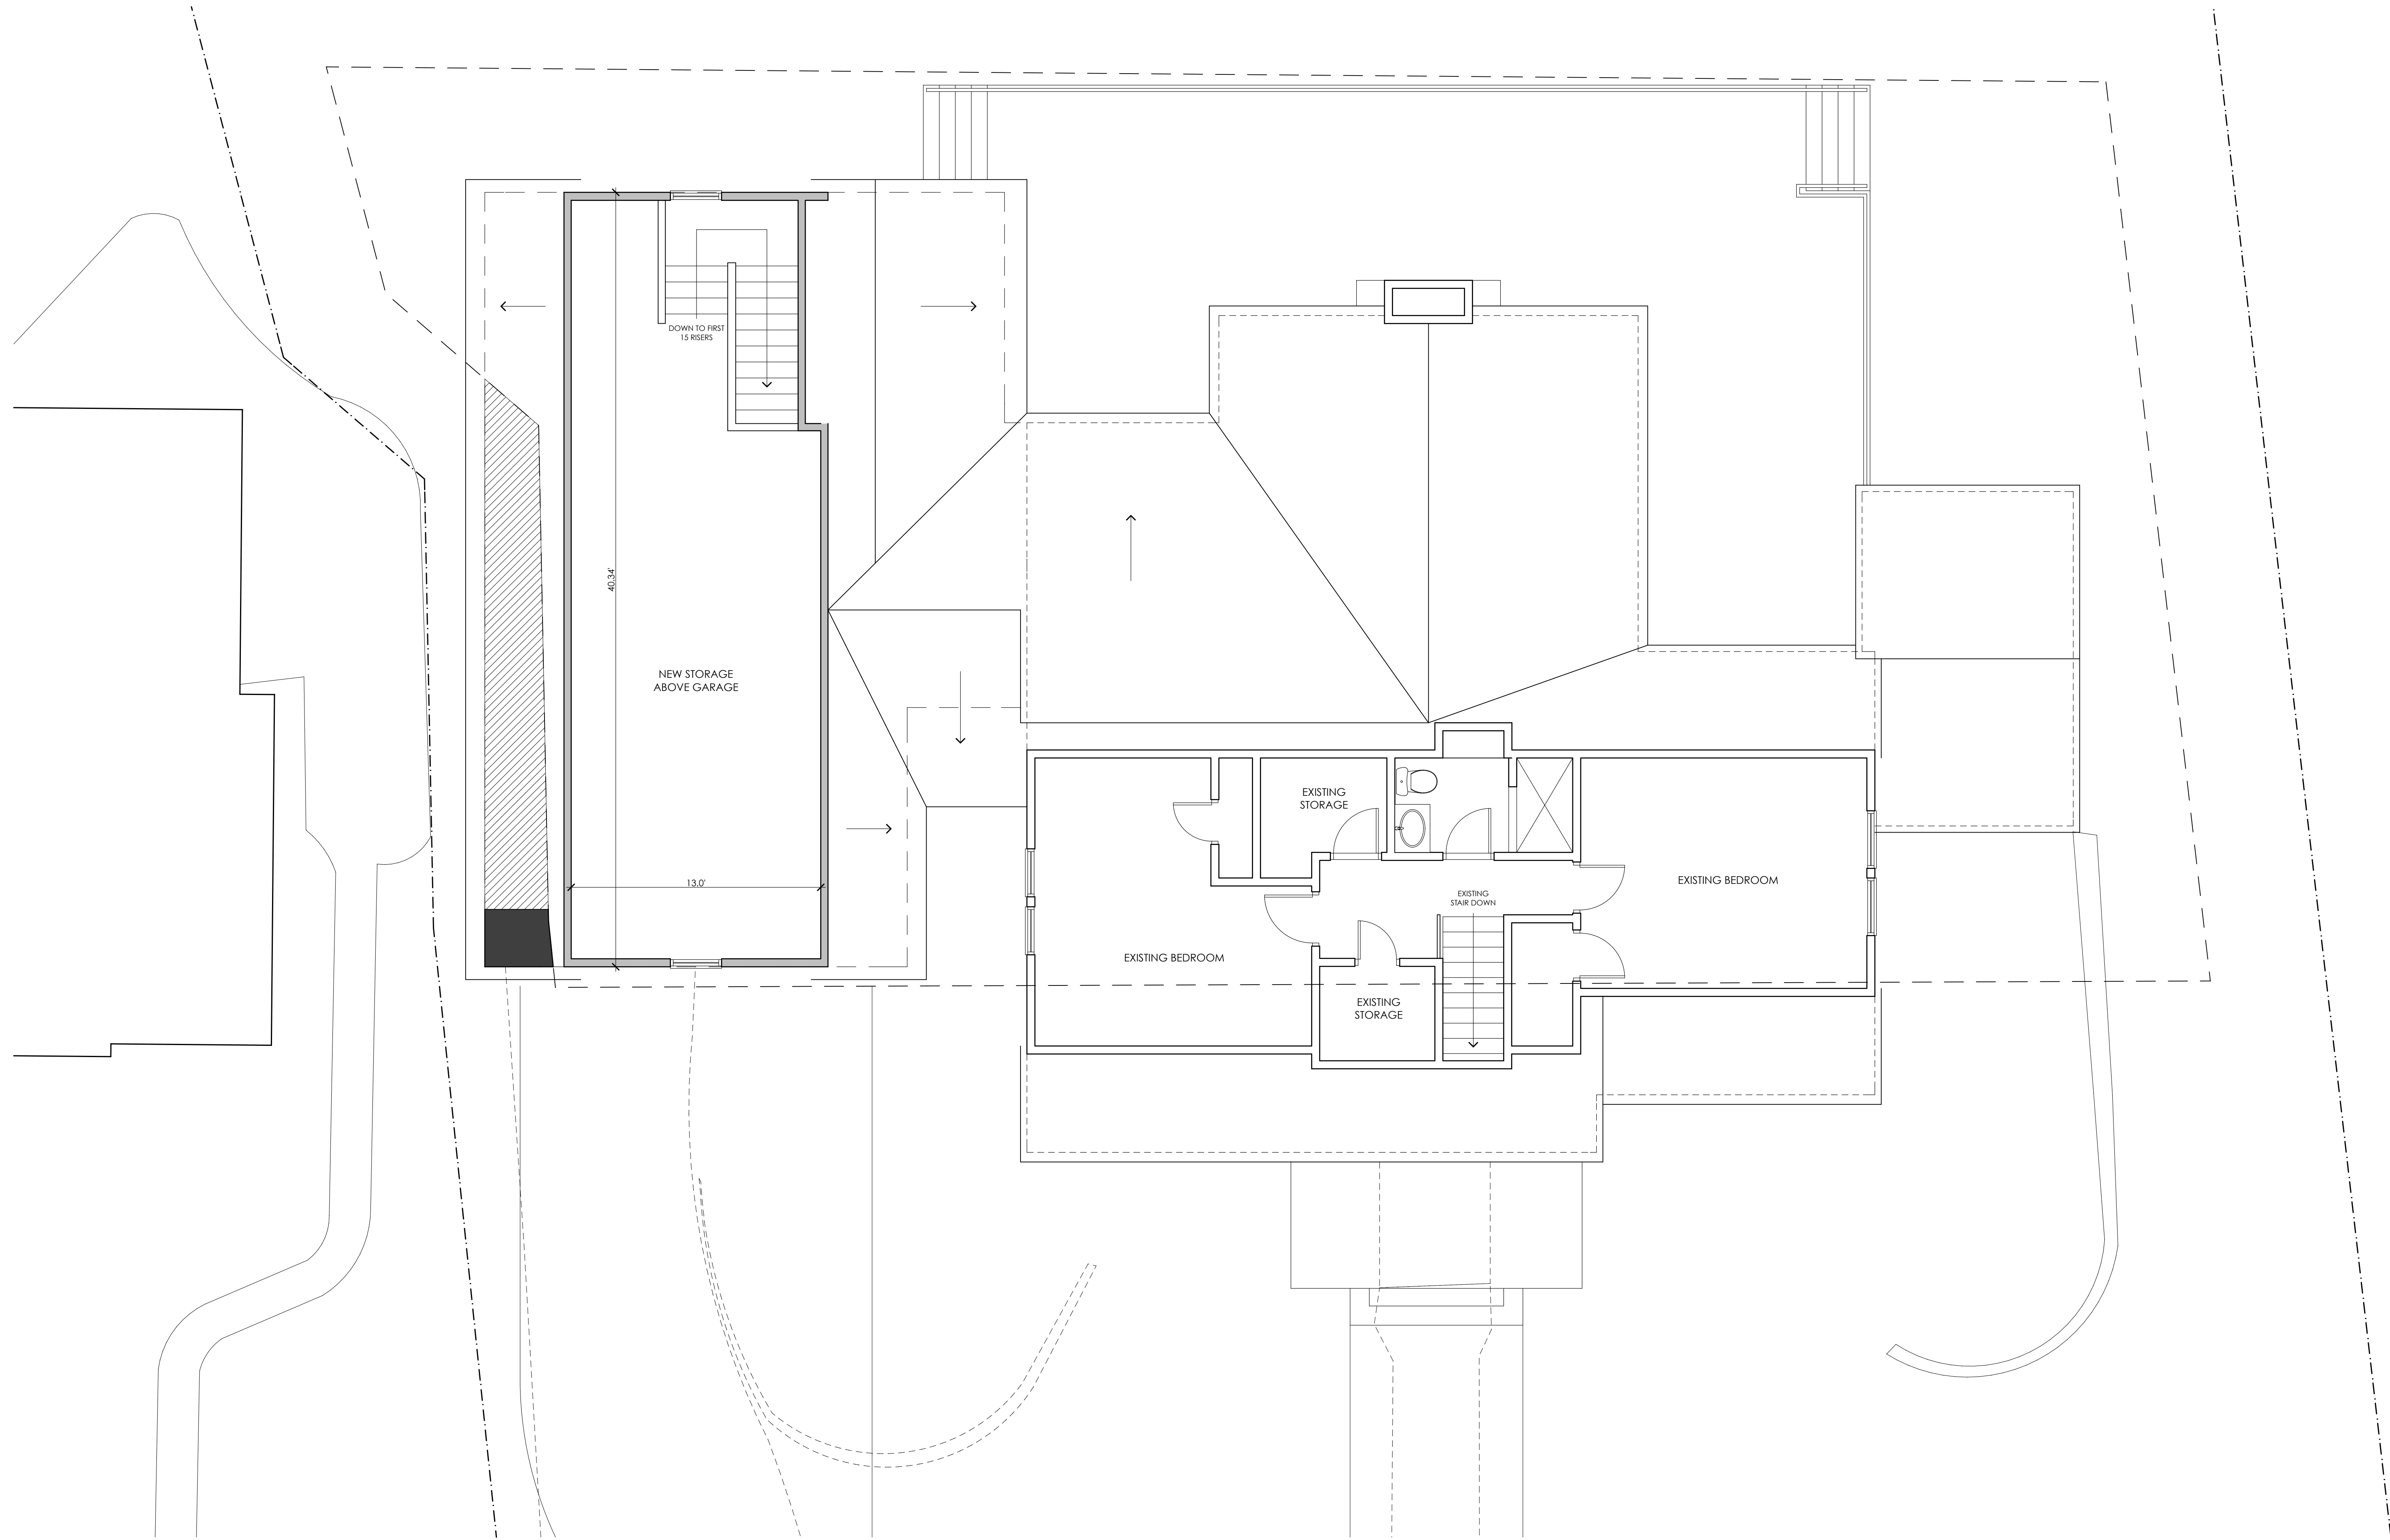 DOWN TO FIRST
15 RISERS
40.34'
NEW STORAGE
ABOVE GARAGE
13.0'
EXISTING
STORAGE
EXISTING BEDROOM
EXISTING
STAIR DOWN
EXISTING BEDROOM
EXISTING
STORAGE